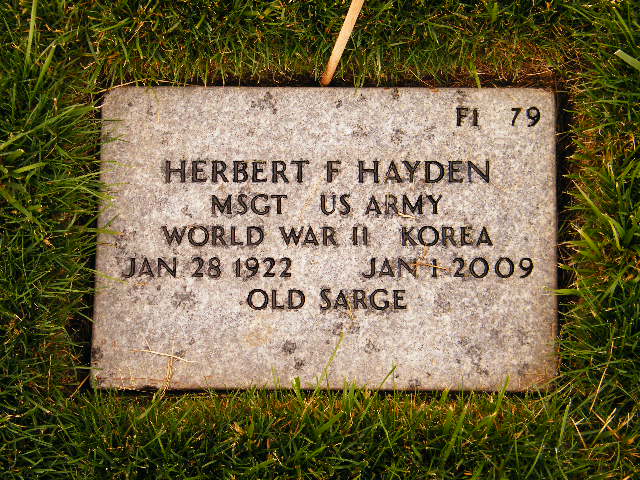 F1 79
HERBERT F HAYDEN
MSGT US ARMY
WORLD WAR II KOREA
JAN 28 1922 JAN 1 2009
OLD SARGE